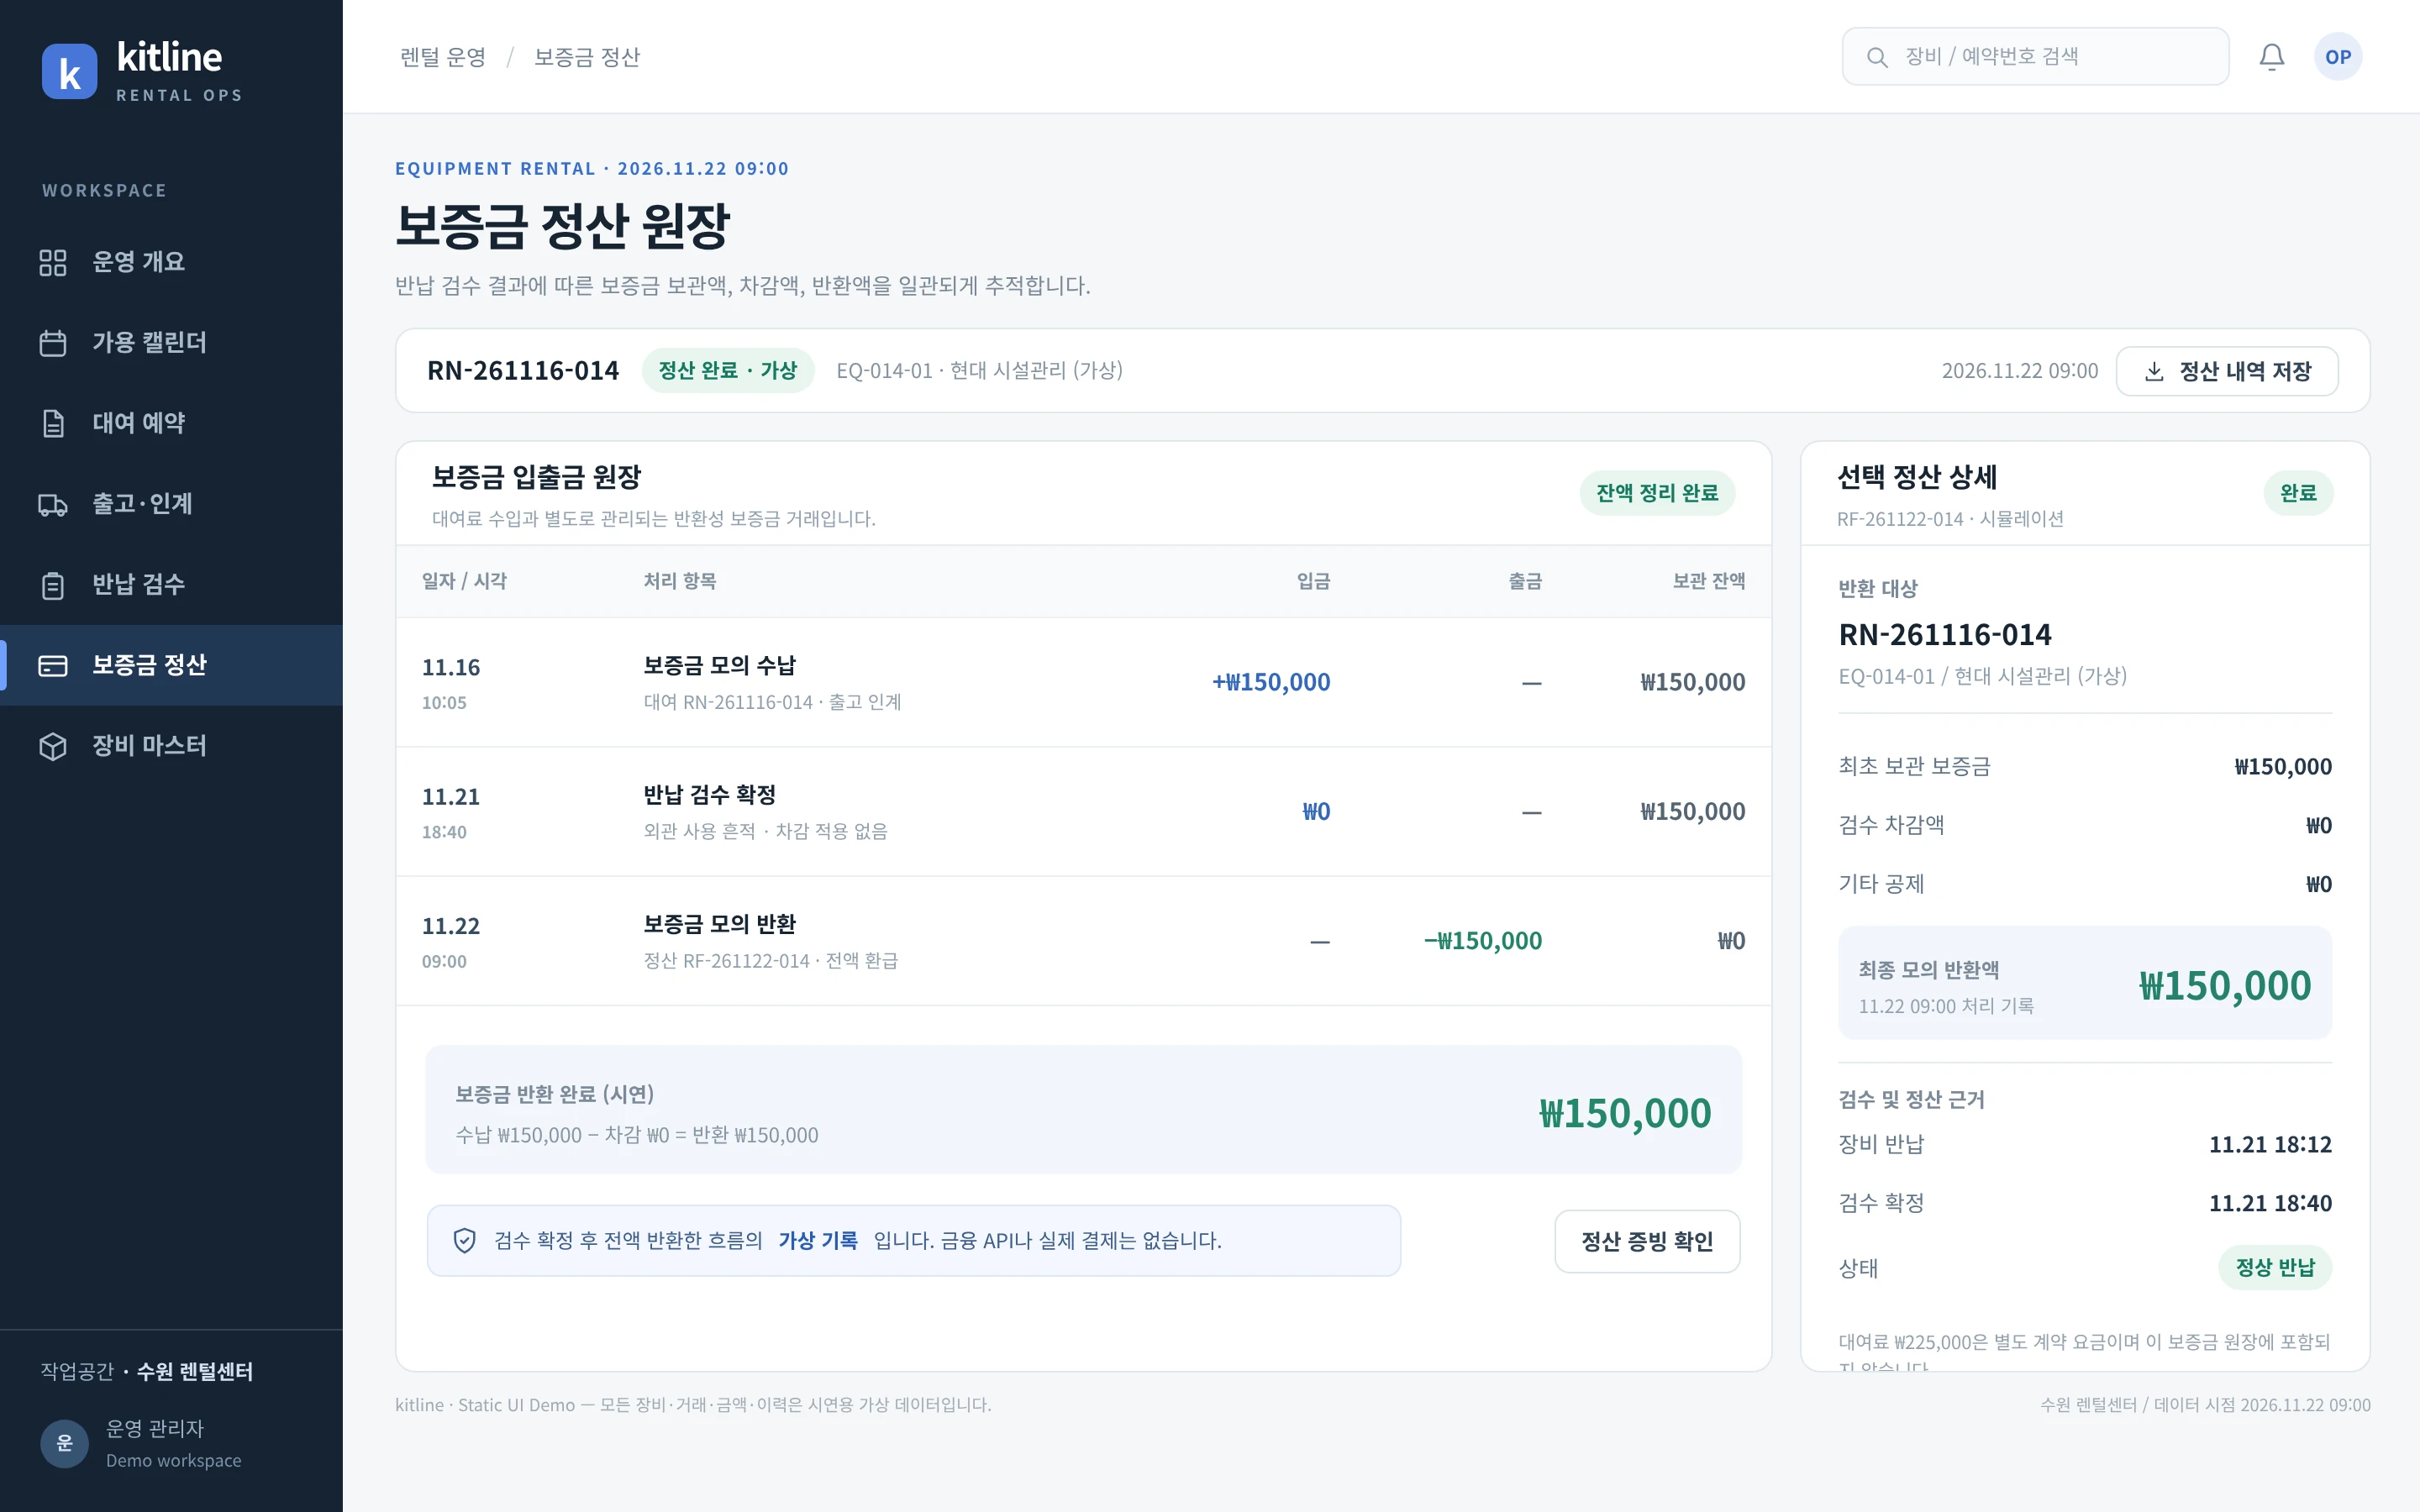 k
kitline
RENTAL OPS
WORKSPACE
운영 개요
가용 캘린더
대여 예약
출고·인계
반납 검수
보증금 정산
장비 마스터
작업공간 · 수원 렌털센터
운
운영 관리자
Demo workspace
렌털 운영 / 보증금 정산
장비 / 예약번호 검색
OP
EQUIPMENT RENTAL · 2026.11.22 09:00
보증금 정산 원장
반납 검수 결과에 따른 보증금 보관액, 차감액, 반환액을 일관되게 추적합니다.
RN-261116-014 정산 완료 · 가상 EQ-014-01 · 현대 시설관리 (가상) 2026.11.22 09:00 정산 내역 저장
보증금 입출금 원장
대여료 수입과 별도로 관리되는 반환성 보증금 거래입니다.
잔액 정리 완료
일자 / 시각 처리 항목 입금 출금 보관 잔액
11.16 보증금 모의 수납 +₩150,000 — ₩150,000
10:05 대여 RN-261116-014 · 출고 인계
11.21 반납 검수 확정 ₩0 — ₩150,000
18:40 외관 사용 흔적 · 차감 적용 없음
11.22 보증금 모의 반환 — −₩150,000 ₩0
09:00 정산 RF-261122-014 · 전액 환급
보증금 반환 완료 (시연)
수납 ₩150,000 − 차감 ₩0 = 반환 ₩150,000
₩150,000
검수 확정 후 전액 반환한 흐름의 가상 기록 입니다. 금융 API나 실제 결제는 없습니다.
정산 증빙 확인
선택 정산 상세
RF-261122-014 · 시뮬레이션
완료
반환 대상
RN-261116-014
EQ-014-01 / 현대 시설관리 (가상)
최초 보관 보증금 ₩150,000
검수 차감액 ₩0
기타 공제 ₩0
최종 모의 반환액
11.22 09:00 처리 기록
₩150,000
검수 및 정산 근거
장비 반납 11.21 18:12
검수 확정 11.21 18:40
상태 정상 반납
대여료 ₩225,000은 별도 계약 요금이며 이 보증금 원장에 포함되
지 않습니다
kitline · Static UI Demo — 모든 장비·거래·금액·이력은 시연용 가상 데이터입니다.
수원 렌털센터 / 데이터 시점 2026.11.22 09:00